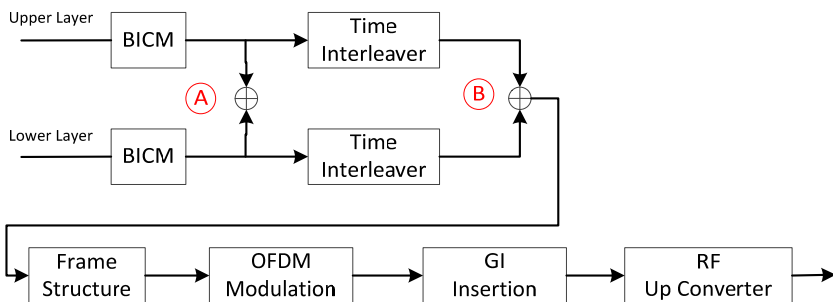 Upper Layer
BICM
Time
Interleaver
A
B
Lower Layer
BICM
Time
Interleaver
Frame
Structure
OFDM
Modulation
GI
Insertion
RF
Up Converter